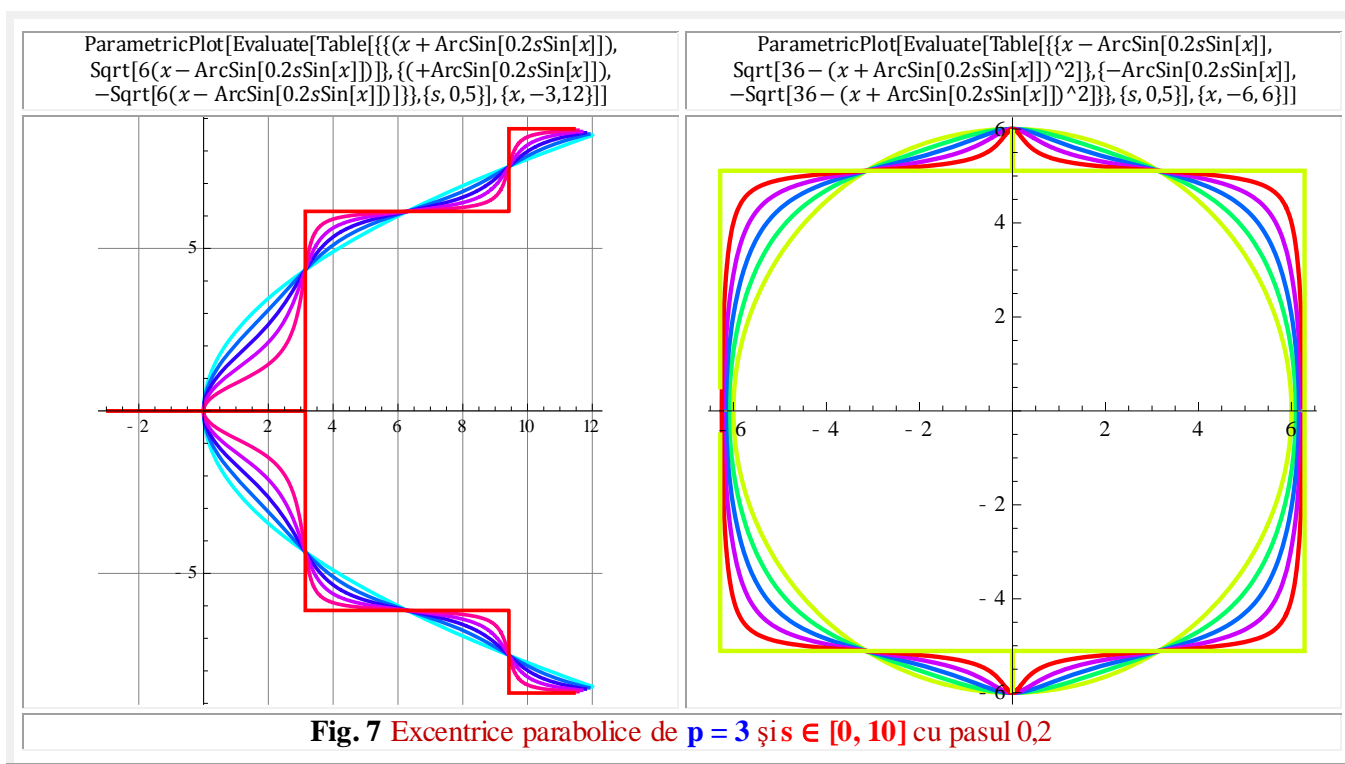 ParametricPlot[Evaluate[Table[{{(x + ArcSin[0.2sSin[x]]),
Sqrt[6(x − ArcSin[0.2sSin[x]])]}, {(+ArcSin[0.2sSin[x]]),
−Sqrt[6(x − ArcSin[0.2sSin[x]])]}},{s, 0,5}], {x, −3,12}]]
ParametricPlot[Evaluate[Table[{{x − ArcSin[0.2sSin[x]],
Sqrt[36 − (x + ArcSin[0.2sSin[x]])^2]},{−ArcSin[0.2sSin[x]],
−Sqrt[36 − (x + ArcSin[0.2sSin[x]])^2]}}, {s, 0,5}], {x, −6, 6}]]
5
- 2 2 4 6 8 10 12
- 5
6
4
2
- 6 - 4 - 2 2 4 6
- 2
- 4
- 6
Fig. 7 Excentrice parabolice de p = 3 şi s ∈ [0, 10] cu pasul 0,2